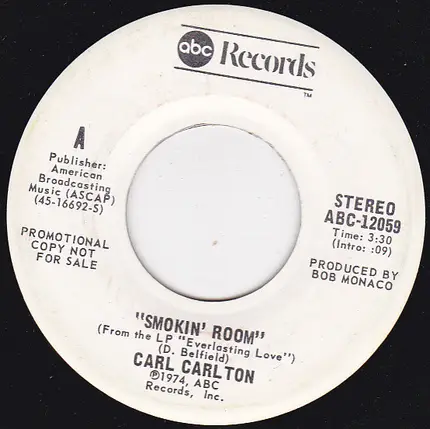 abc Records
TM
A
Publisher:
American
Broadcasting
Music (ASCAP)
(45-16692-S)
PROMOTIONAL
COPY NOT
FOR SALE
STEREO
ABC-12059
Time: 3:30
(Intro: :09)
PRODUCED BY
BOB MONACO
"SMOKIN' ROOM"
(From the LP "Everlasting Love")
(D. Belfield)
CARL CARLTON
℗1974, ABC
Records, Inc.